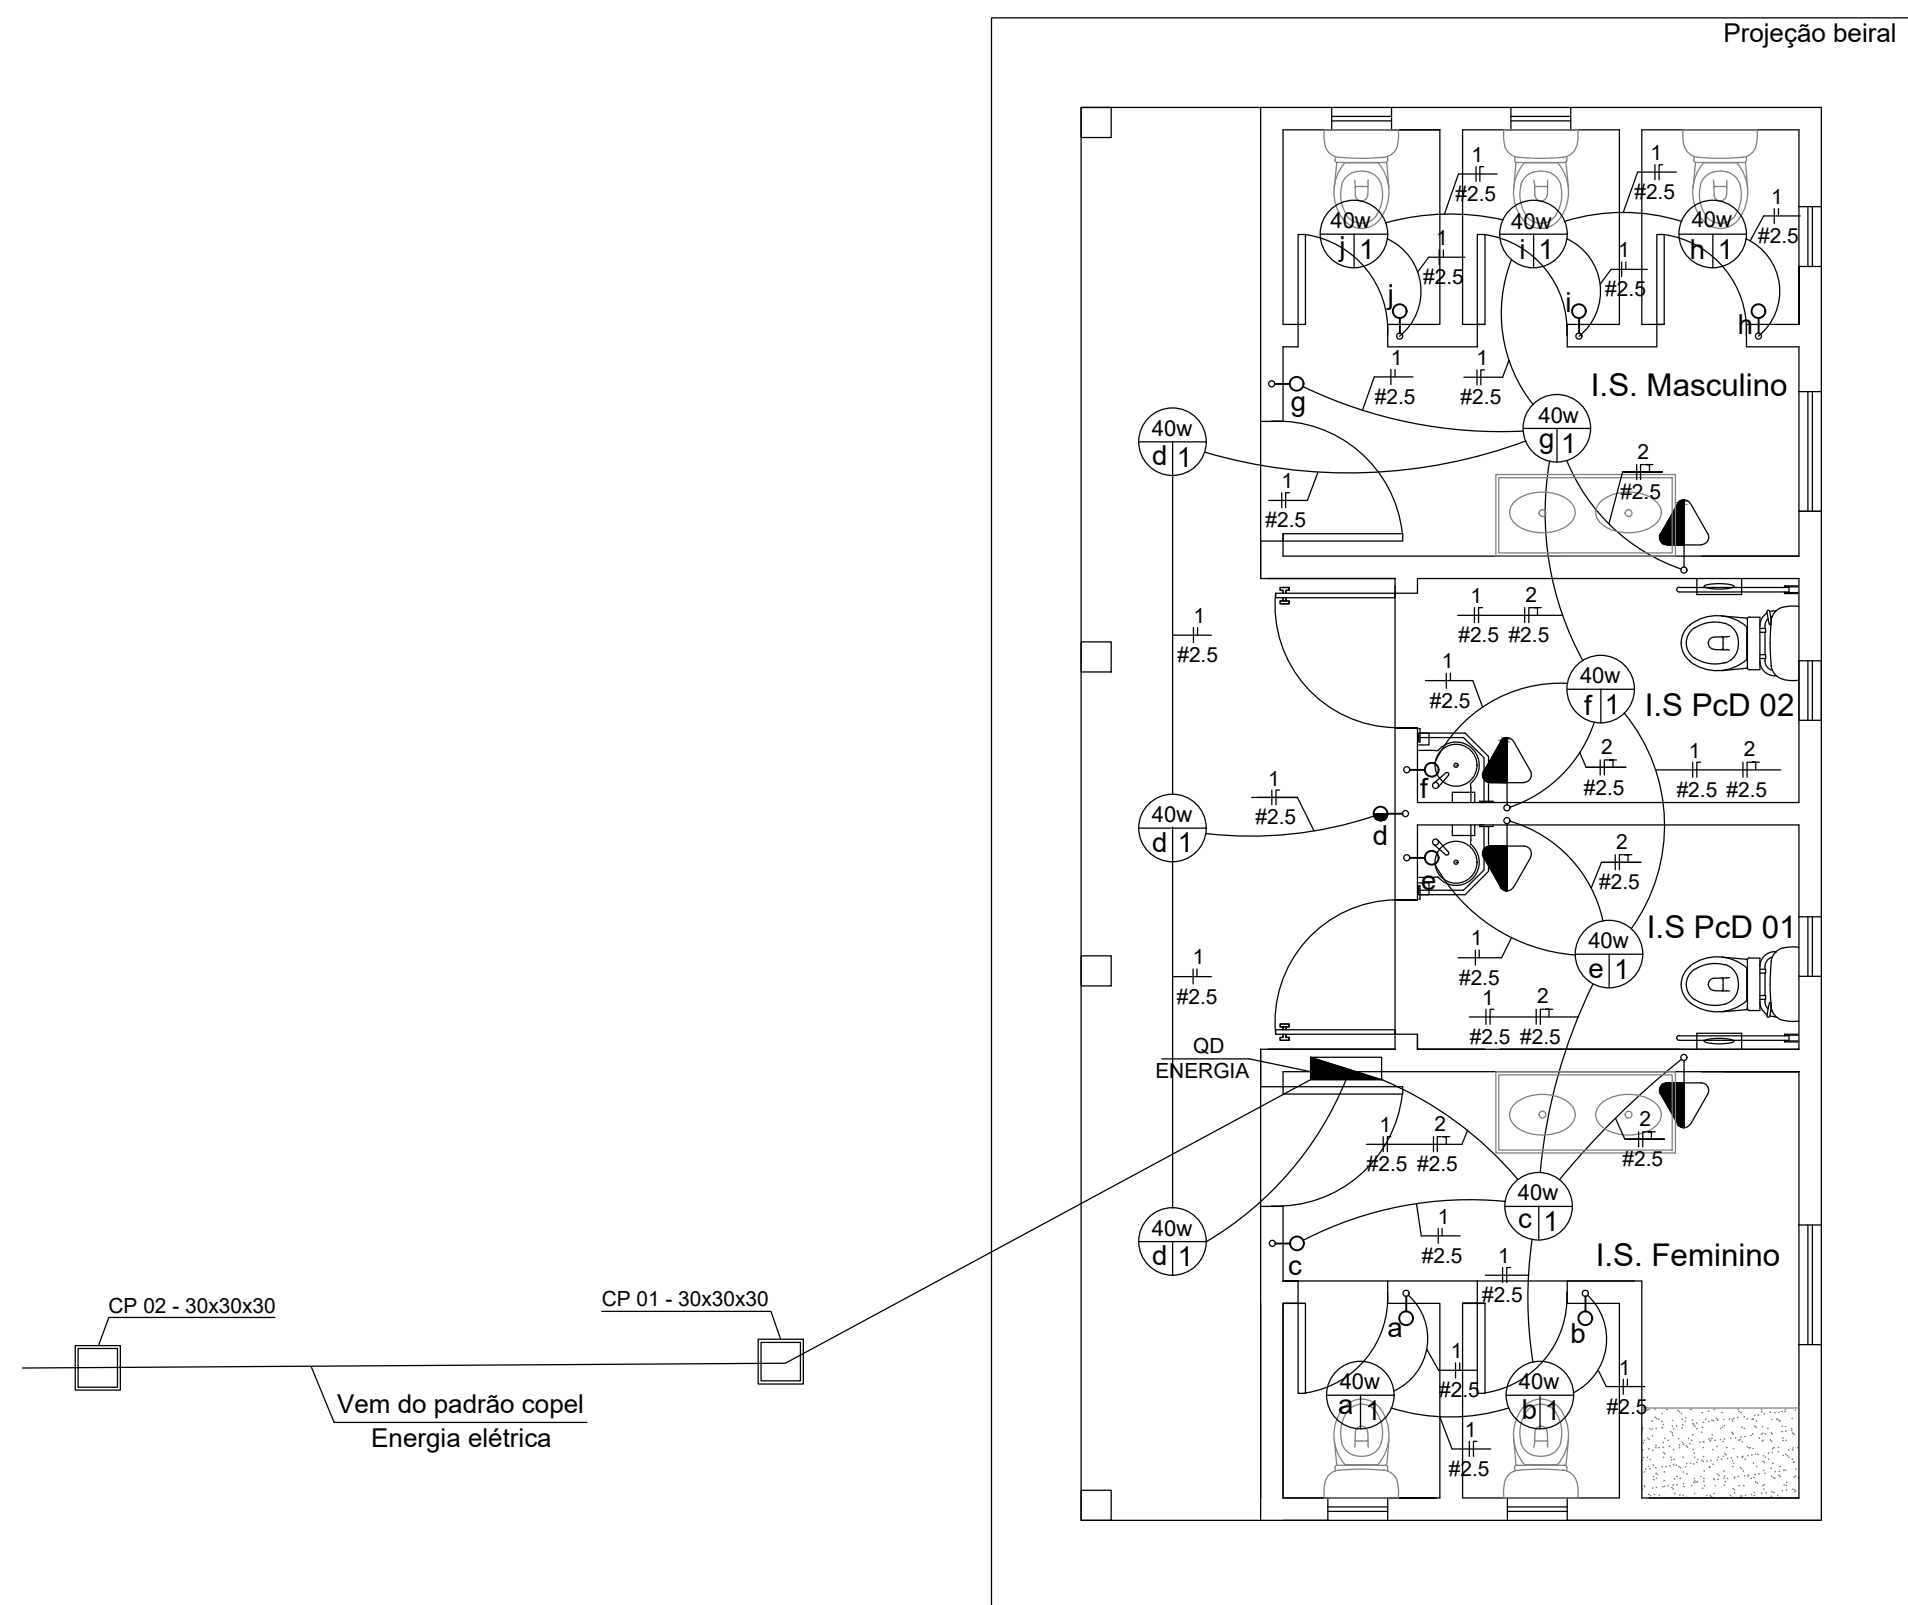 Projeção beiral
1
#2.5
1
#2.5
1
#2.5
40w
j 1
40w
i 1
40w
h 1
1
#2.5
1
#2.5
j
i
h
1
#2.5
1
#2.5
I.S. Masculino
g
40w
g 1
40w
d 1
2
#2.5
1
#2.5
1
#2.5
1 2
#2.5 #2.5
1
#2.5
40w
f 1
I.S PcD 02
2
#2.5
1 2
#2.5 #2.5
f
1
#2.5
40w
d 1
d
e
2
#2.5
I.S PcD 01
40w
e 1
1
#2.5
1
#2.5
1 2
#2.5 #2.5
QD
ENERGIA
1 2
#2.5 #2.5
2
#2.5
40w
c 1
1
#2.5
40w
d 1
c
I.S. Feminino
1
#2.5
CP 02 - 30x30x30
CP 01 - 30x30x30
a
b
1
#2.5
1
#2.5
40w
a 1
40w
b 1
1
#2.5
Vem do padrão copel
Energia elétrica